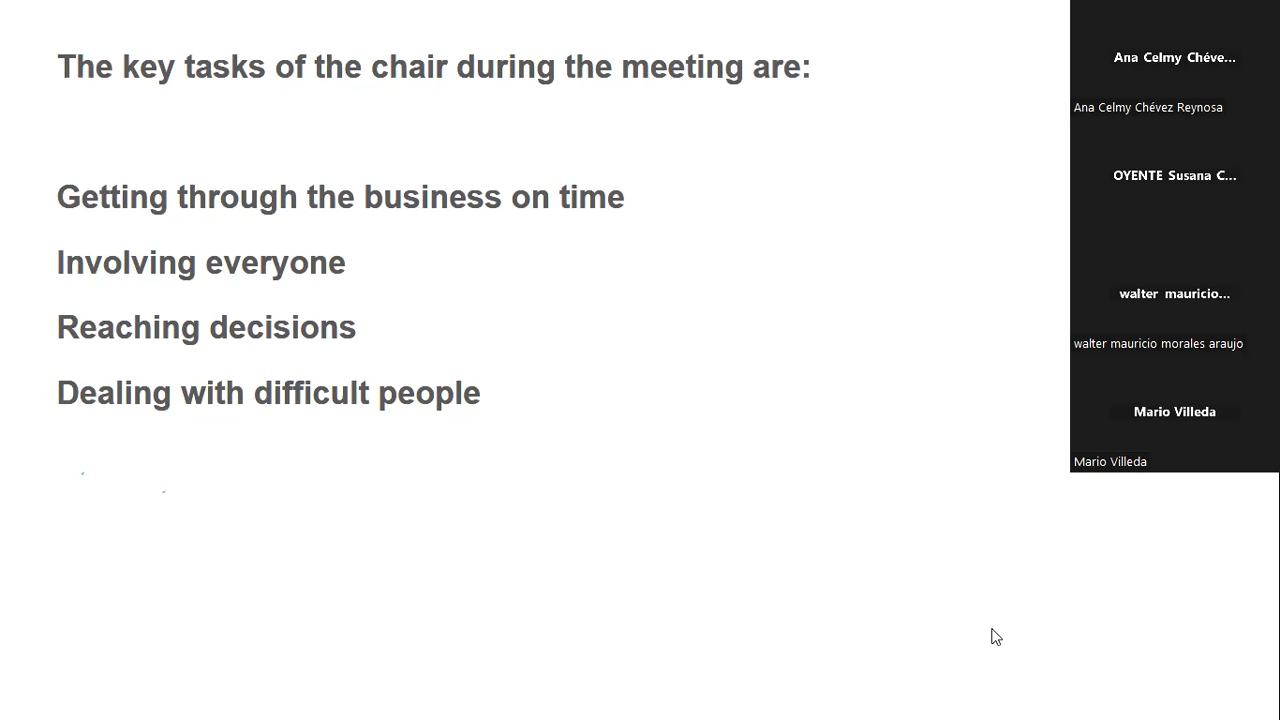 The key tasks of the chair during the meeting are:
Getting through the business on time
Involving everyone
Reaching decisions
Dealing with difficult people
Ana Celmy Chéve...
Ana Celmy Chévez Reynosa
OYENTE Susana C...
walter mauricio...
walter mauricio morales araujo
Mario Villeda
Mario Villeda